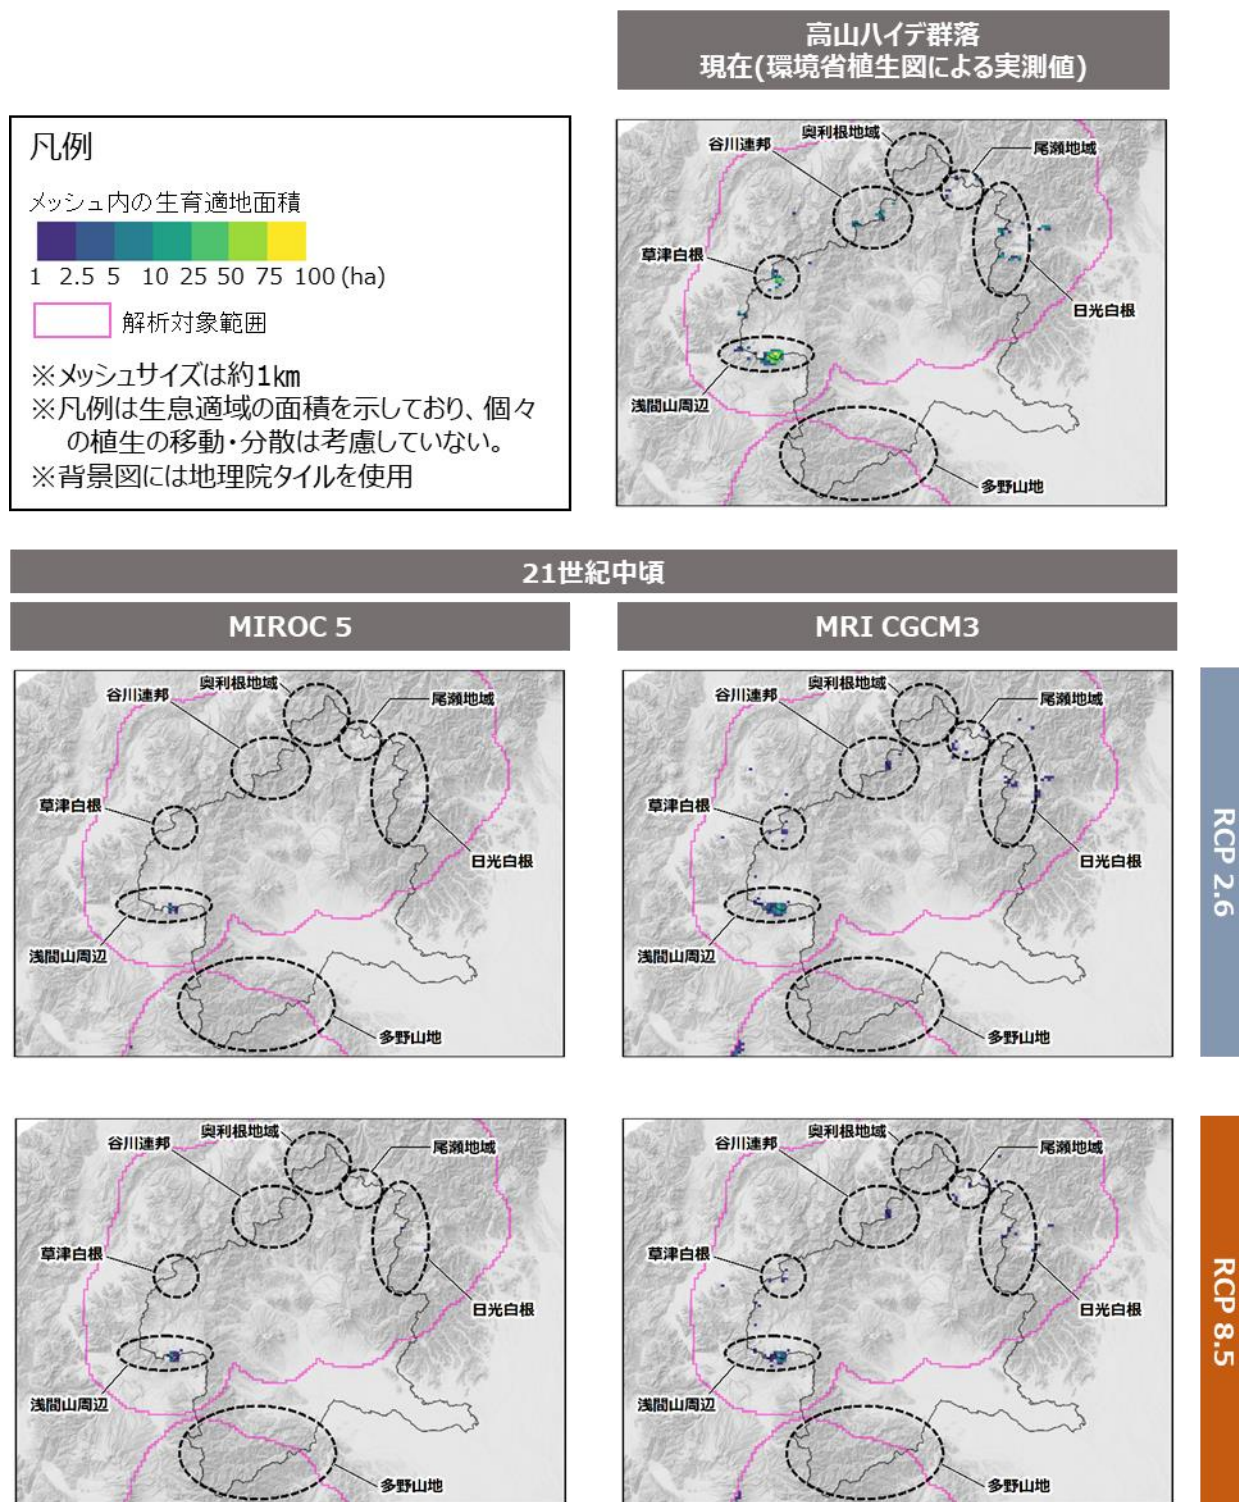 高山ハイデ群落
現在(環境省植生図による実測値)
凡例
メッシュ内の生育適地面積
1 2.5 5 10 25 50 75 100 (ha)
解析対象範囲
※メッシュサイズは約1km
※凡例は生息適域の面積を示しており、個々
の植生の移動・分散は考慮していない。
※背景図には地理院タイルを使用
奥利根地域
谷川連邦
尾瀬地域
草津白根
日光白根
浅間山周辺
多野山地
21世紀中頃
MIROC 5
MRI CGCM3
奥利根地域
谷川連邦
尾瀬地域
草津白根
日光白根
浅間山周辺
多野山地
奥利根地域
谷川連邦
尾瀬地域
草津白根
日光白根
浅間山周辺
多野山地
RCP 2.6
奥利根地域
谷川連邦
尾瀬地域
草津白根
日光白根
浅間山周辺
多野山地
奥利根地域
谷川連邦
尾瀬地域
草津白根
日光白根
浅間山周辺
多野山地
RCP 8.5